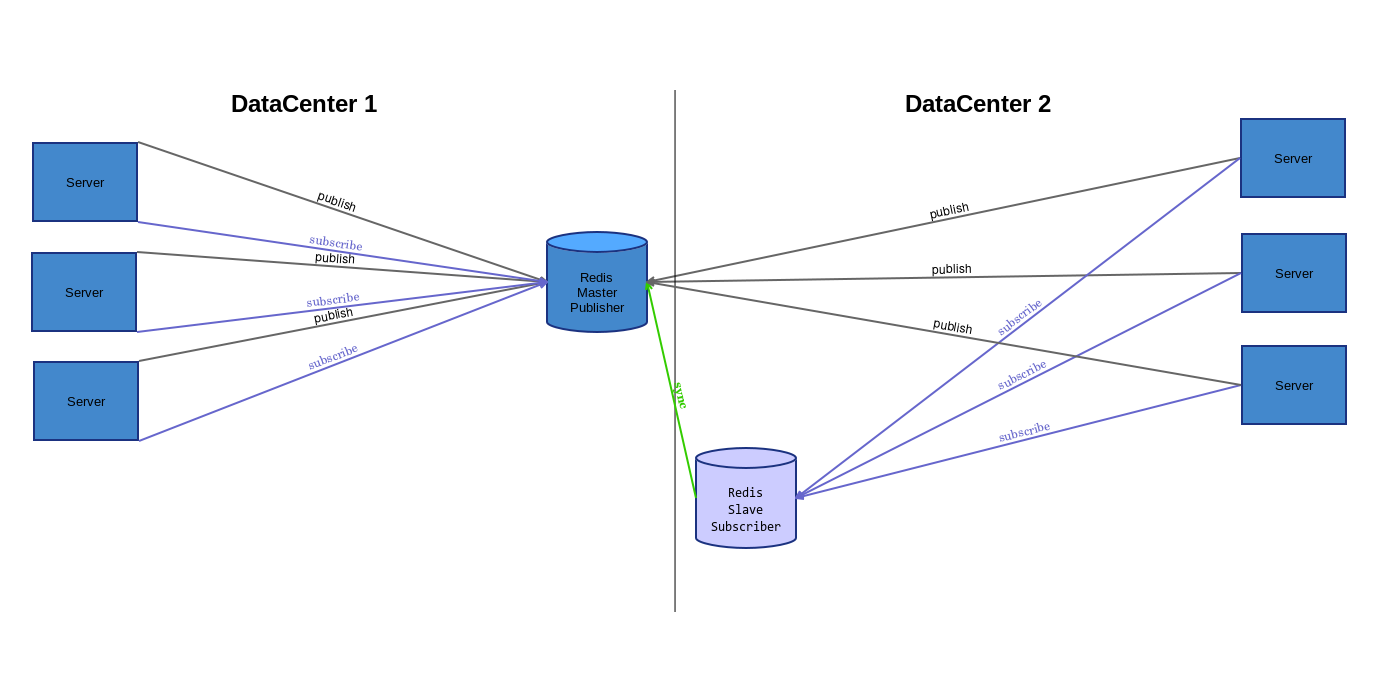 DataCenter 1
DataCenter 2
Server
Server
Server
publish
subscribe
publish
subscribe
publish
subscribe
Redis
Master
Publisher
sync
Redis
Slave
Subscriber
publish
publish
publish
subscribe
subscribe
subscribe
Server
Server
Server